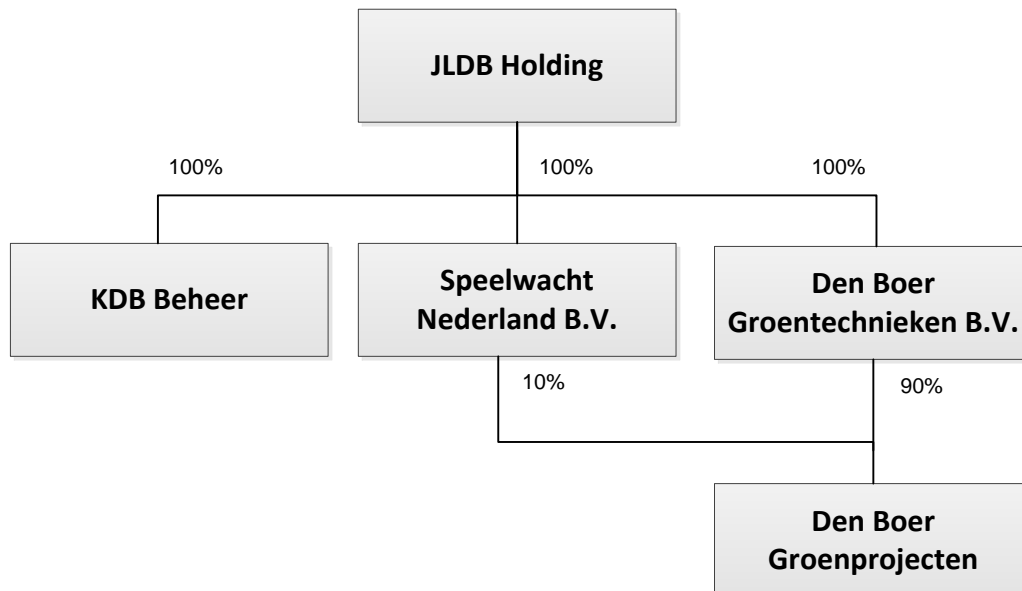 JLDB Holding
100%
100%
100%
KDB Beheer
Speelwacht
Nederland B.V.
Den Boer
Groentechnieken B.V.
10%
90%
Den Boer
Groenprojecten